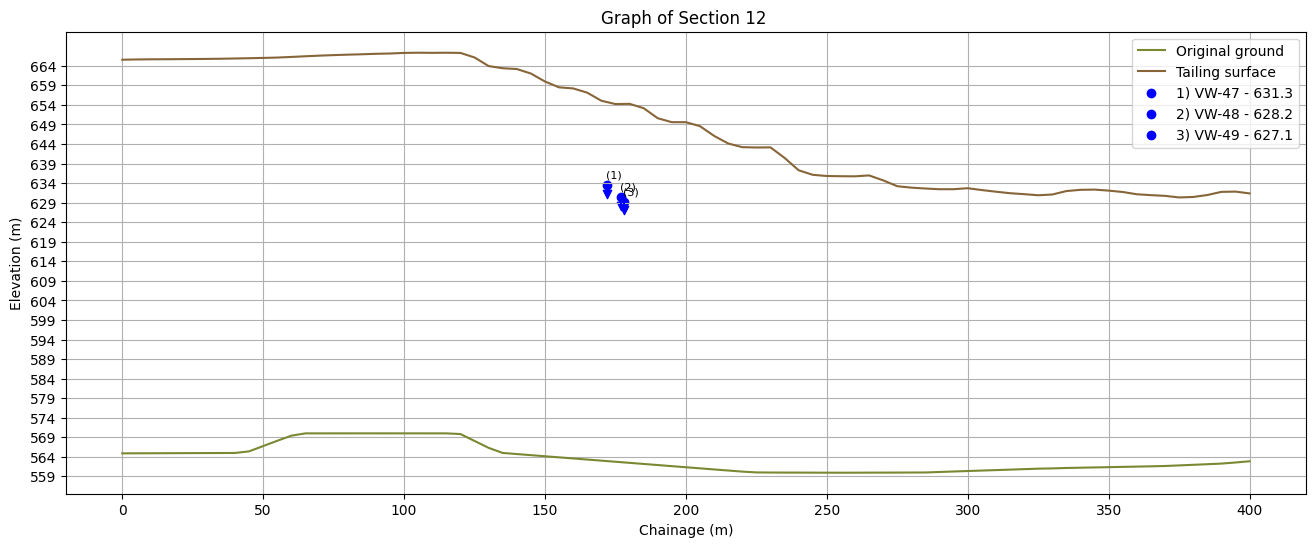 Graph of Section 12
Original ground
Tailing surface
1) VW-47 - 631.3
2) VW-48 - 628.2
3) VW-49 - 627.1
Elevation (m)
664
659
654
649
644
639
634
629
624
619
614
609
604
599
594
589
584
579
574
569
564
559
(1)
(2)
(3)
0 50 100 150 200 250 300 350 400
Chainage (m)